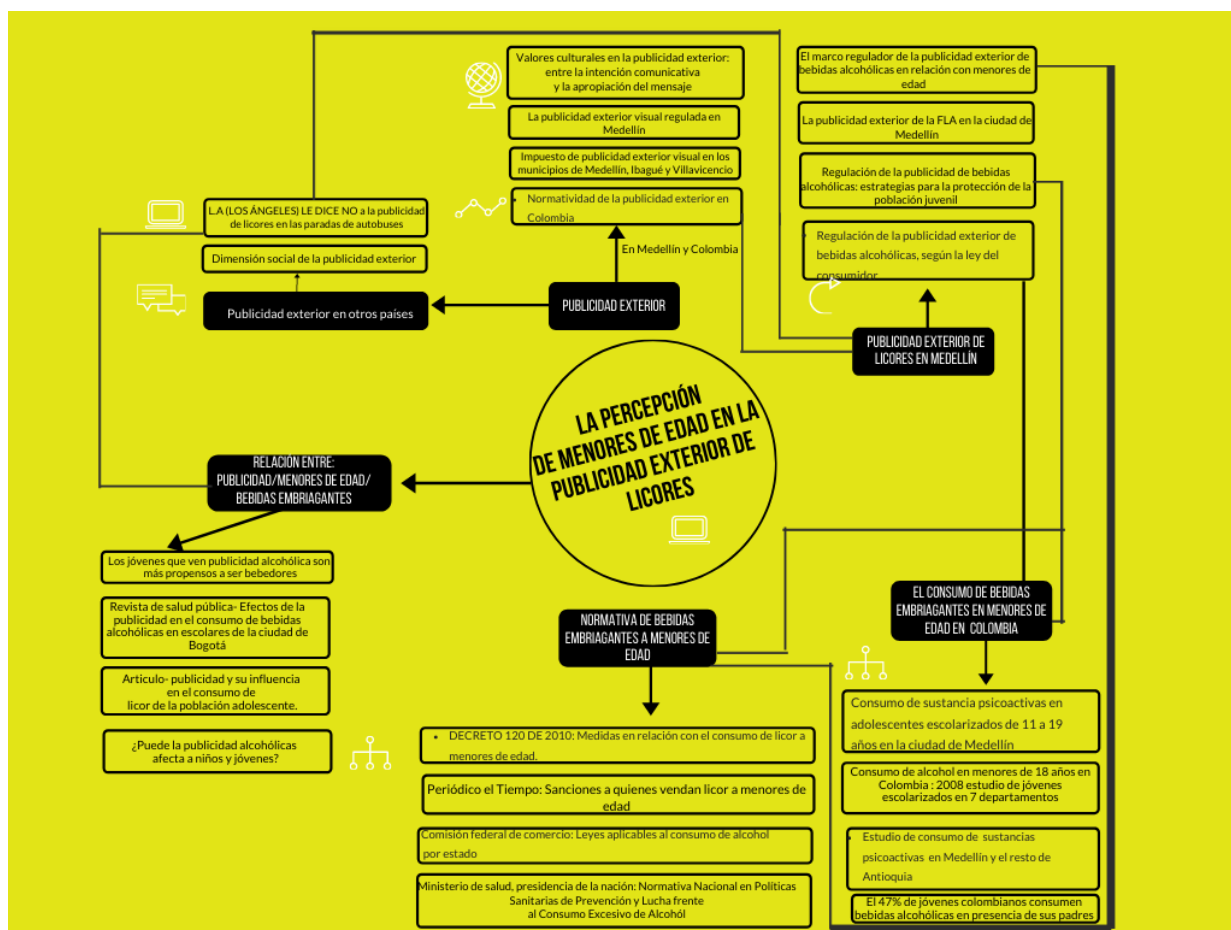 Valores culturales en la publicidad exterior:
entre la intención comunicativa
y la apropiación del mensaje
La publicidad exterior visual regulada en
Medellín
Impuesto de publicidad exterior visual en los
municipios de Medellín, Ibagué y Villavicencio
• Normatividad de la publicidad exterior en
Colombia
En Medellín y Colombia
El marco regulador de la publicidad exterior de
bebidas alcohólicas en relación con menores de
edad
La publicidad exterior de la FLA en la ciudad de
Medellín
Regulación de la publicidad de bebidas
alcohólicas: estrategias para la protección de la
población juvenil
• Regulación de la publicidad exterior de
bebidas alcohólicas, según la ley del
consumidor
L.A (LOS ÁNGELES) LE DICE NO a la publicidad
de licores en las paradas de autobuses
Dimensión social de la publicidad exterior
Publicidad exterior en otros países
PUBLICIDAD EXTERIOR
PUBLICIDAD EXTERIOR DE
LICORES EN MEDELLÍN
LA PERCEPCIÓN
DE MENORES DE EDAD EN LA
PUBLICIDAD EXTERIOR DE
LICORES
RELACIÓN ENTRE:
PUBLICIDAD/MENORES DE EDAD/
BEBIDAS EMBRIAGANTES
Los jóvenes que ven publicidad alcohólica son
más propensos a ser bebedores
Revista de salud pública- Efectos de la
publicidad en el consumo de bebidas
alcohólicas en escolares de la ciudad de
Bogotá
Articulo- publicidad y su influencia
en el consumo de
licor de la población adolescente.
¿Puede la publicidad alcohólicas
afecta a niños y jóvenes?
NORMATIVA DE BEBIDAS
EMBRIAGANTES A MENORES DE
EDAD
• DECRETO 120 DE 2010: Medidas en relación con el consumo de licor a
menores de edad.
Periódico el Tiempo: Sanciones a quienes vendan licor a menores de
edad
Comisión federal de comercio: Leyes aplicables al consumo de alcohol
por estado
Ministerio de salud, presidencia de la nación: Normativa Nacional en Políticas
Sanitarias de Prevención y Lucha frente
al Consumo Excesivo de Alcohól
EL CONSUMO DE BEBIDAS
EMBRIAGANTES EN MENORES DE
EDAD EN COLOMBIA
Consumo de sustancia psicoactivas en
adolescentes escolarizados de 11 a 19
años en la ciudad de Medellín
Consumo de alcohol en menores de 18 años en
Colombia : 2008 estudio de jóvenes
escolarizados en 7 departamentos
• Estudio de consumo de sustancias
psicoactivas en Medellín y el resto de
Antioquia
El 47% de jóvenes colombianos consumen
bebidas alcohólicas en presencia de sus padres